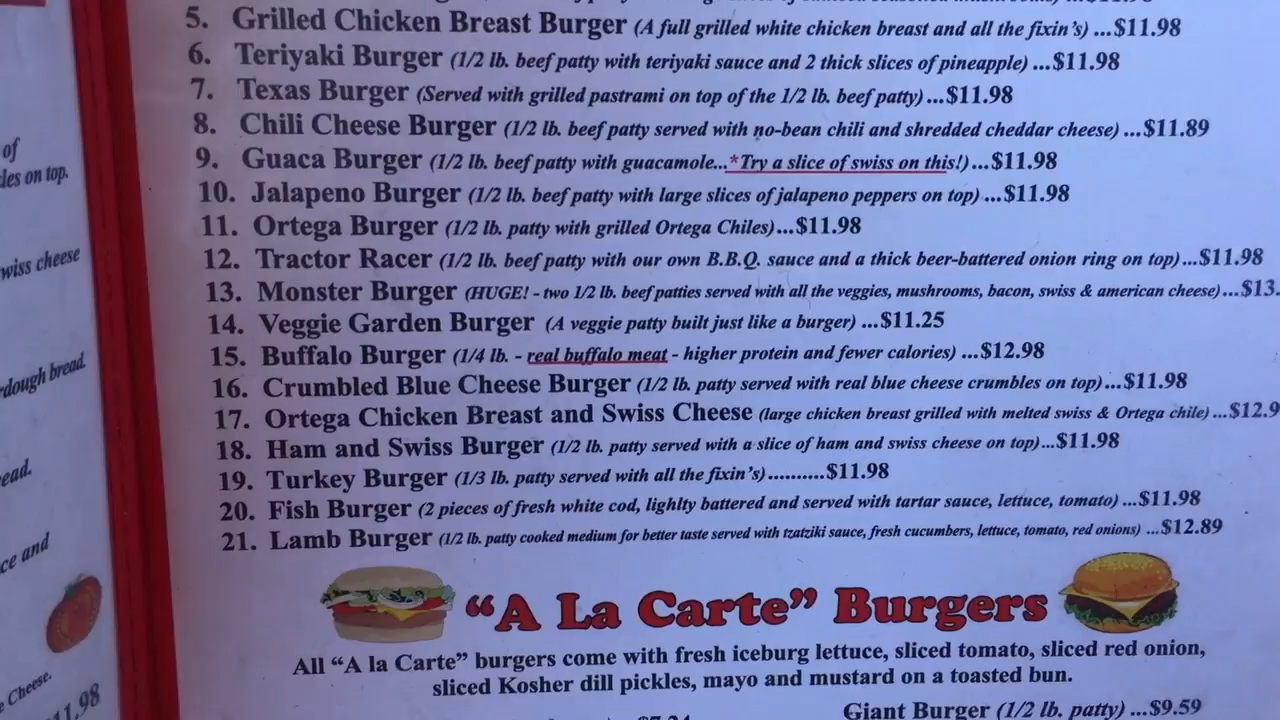 of
les on top.
wiss cheese
rdough bread.
ead.
ce and
Cheese.
11.98
5. Grilled Chicken Breast Burger (A full grilled white chicken breast and all the fixin's) ...$11.98
6. Teriyaki Burger (1/2 lb. beef patty with teriyaki sauce and 2 thick slices of pineapple) ...$11.98
7. Texas Burger (Served with grilled pastrami on top of the 1/2 lb. beef patty) ...$11.98
8. Chili Cheese Burger (1/2 lb. beef patty served with no-bean chili and shredded cheddar cheese) ...$11.89
9. Guaca Burger (1/2 lb. beef patty with guacamole...*Try a slice of swiss on this!)...$11.98
10. Jalapeno Burger (1/2 lb. beef patty with large slices of jalapeno peppers on top) ...$11.98
11. Ortega Burger (1/2 lb. patty with grilled Ortega Chiles)...$11.98
12. Tractor Racer (1/2 lb. beef patty with our own B.B.Q. sauce and a thick beer-battered onion ring on top) ...$11.98
13. Monster Burger (HUGE! - two 1/2 lb. beef patties served with all the veggies, mushrooms, bacon, swiss & american cheese) ...$13.
14. Veggie Garden Burger (A veggie patty built just like a burger) ...$11.25
15. Buffalo Burger (1/4 lb. - real buffalo meat - higher protein and fewer calories) ...$12.98
16. Crumbled Blue Cheese Burger (1/2 lb. patty served with real blue cheese crumbles on top)...$11.98
17. Ortega Chicken Breast and Swiss Cheese (large chicken breast grilled with melted swiss & Ortega chile) ...$12.9
18. Ham and Swiss Burger (1/2 lb. patty served with a slice of ham and swiss cheese on top)...$11.98
19. Turkey Burger (1/3 lb. patty served with all the fixin's)..........$11.98
20. Fish Burger (2 pieces of fresh white cod, lighlty battered and served with tartar sauce, lettuce, tomato) ...$11.98
21. Lamb Burger (1/2 lb. patty cooked medium for better taste served with tzatziki sauce, fresh cucumbers, lettuce, tomato, red onions) ...$12.89
"A La Carte" Burgers
All "A la Carte" burgers come with fresh iceburg lettuce, sliced tomato, sliced red onion,
sliced Kosher dill pickles, mayo and mustard on a toasted bun.
Giant Burger (1/2 lb. patty) ...$9.59